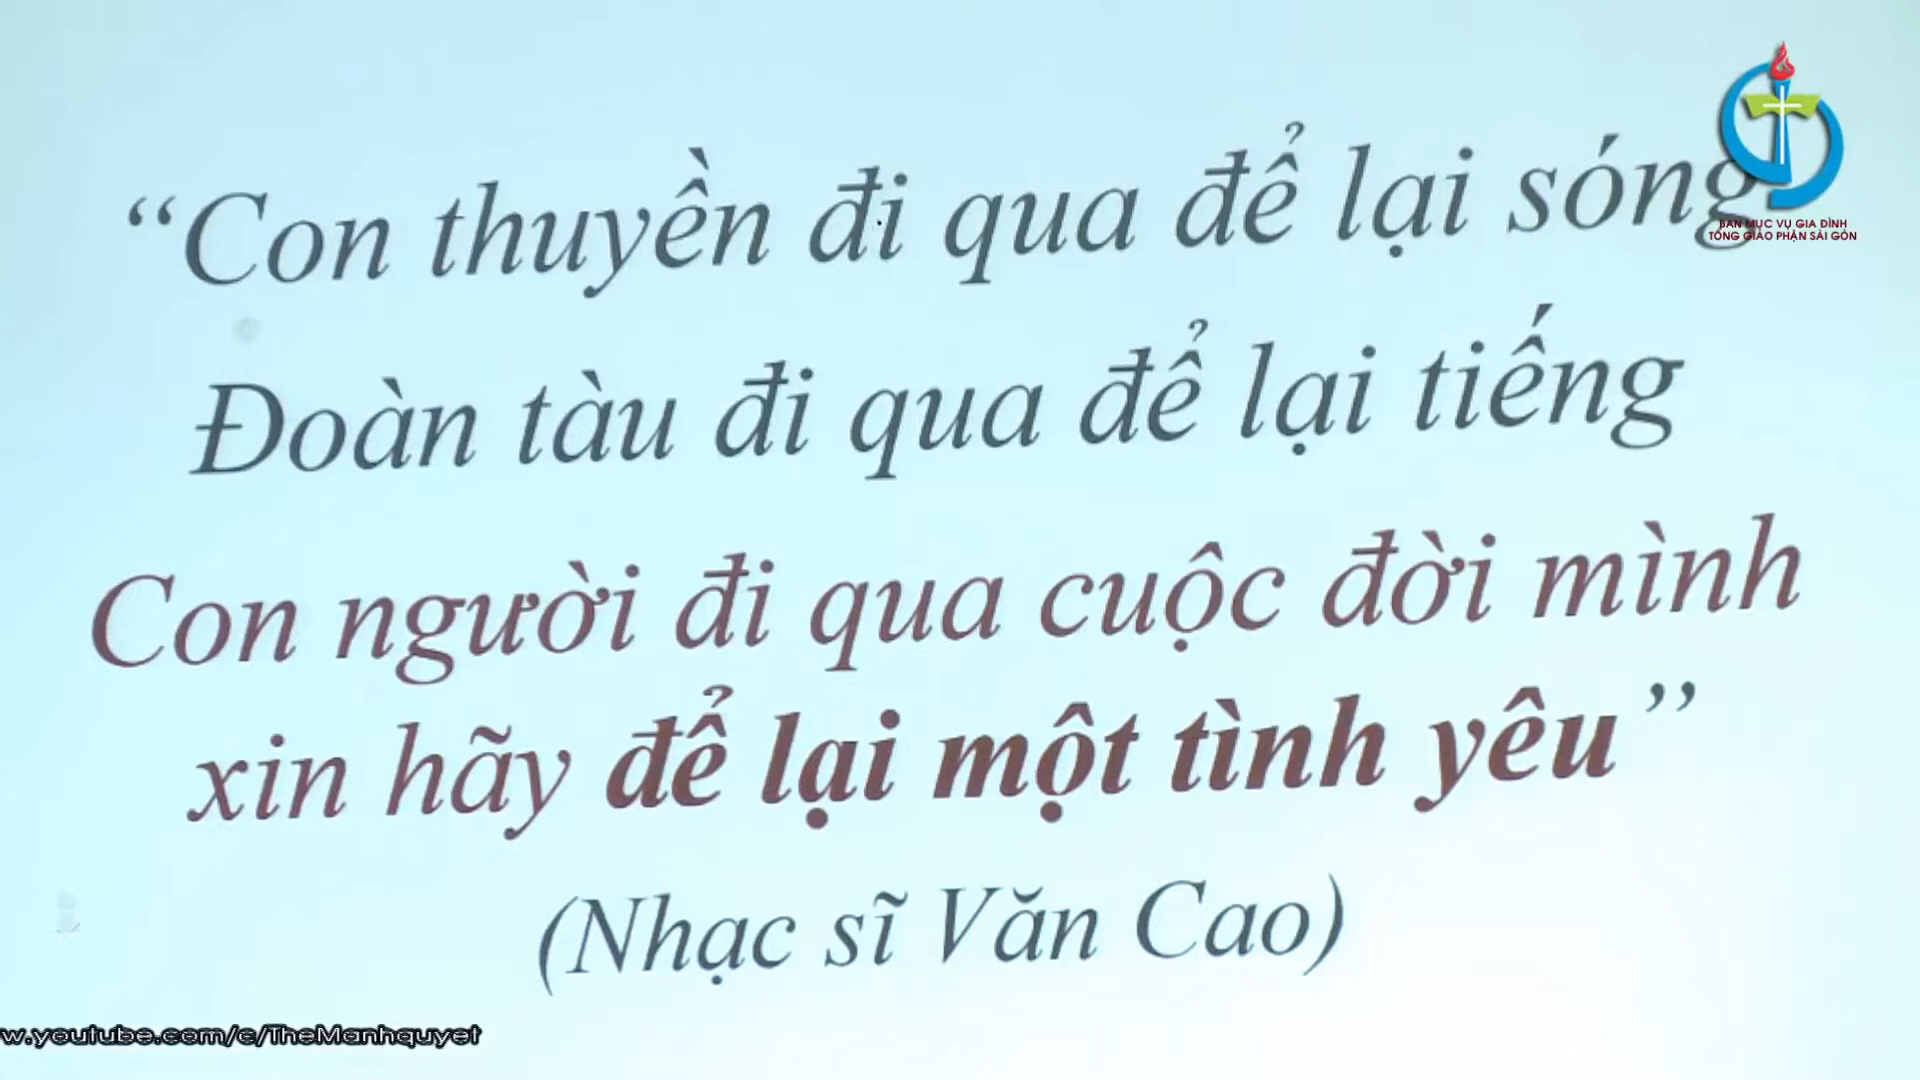 “Con thuyền đi qua để lại sóng
Đoàn tàu đi qua để lại tiếng
Con người đi qua cuộc đời mình
xin hãy để lại một tình yêu”
(Nhạc sĩ Văn Cao)
BAN MỤC VỤ GIA ĐÌNH
TỔNG GIÁO PHẬN SÀI GÒN
w.youtube.com/c/TheManhquyet